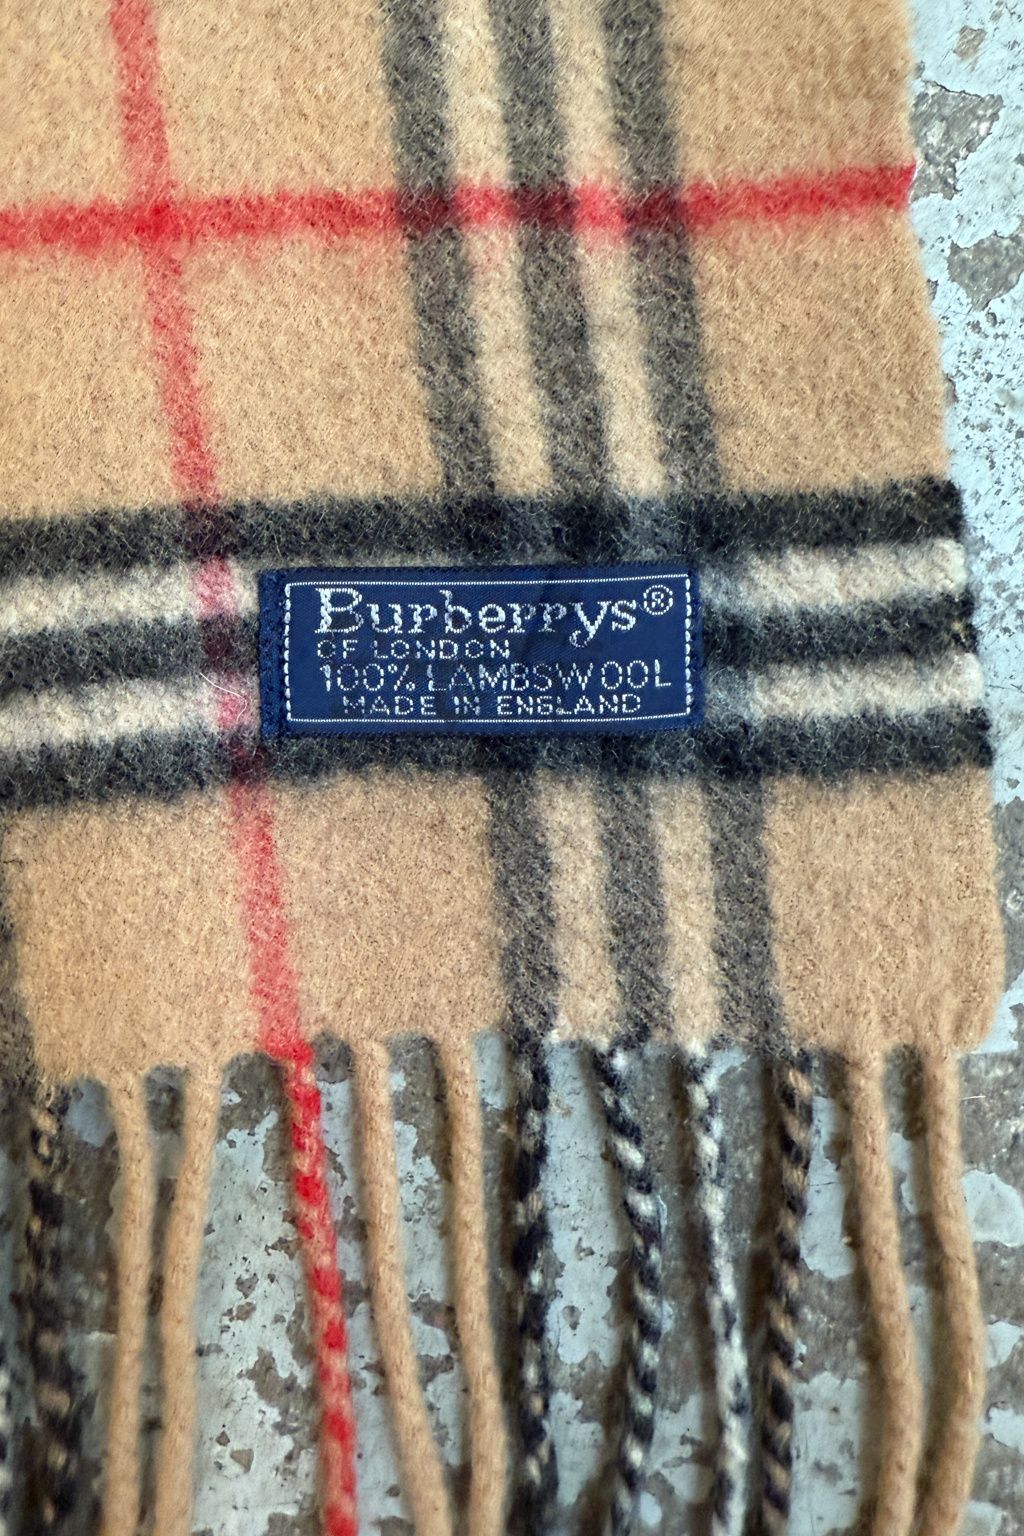 Burberrys®
OF LONDON
100% LAMBSWOOL
MADE IN ENGLAND